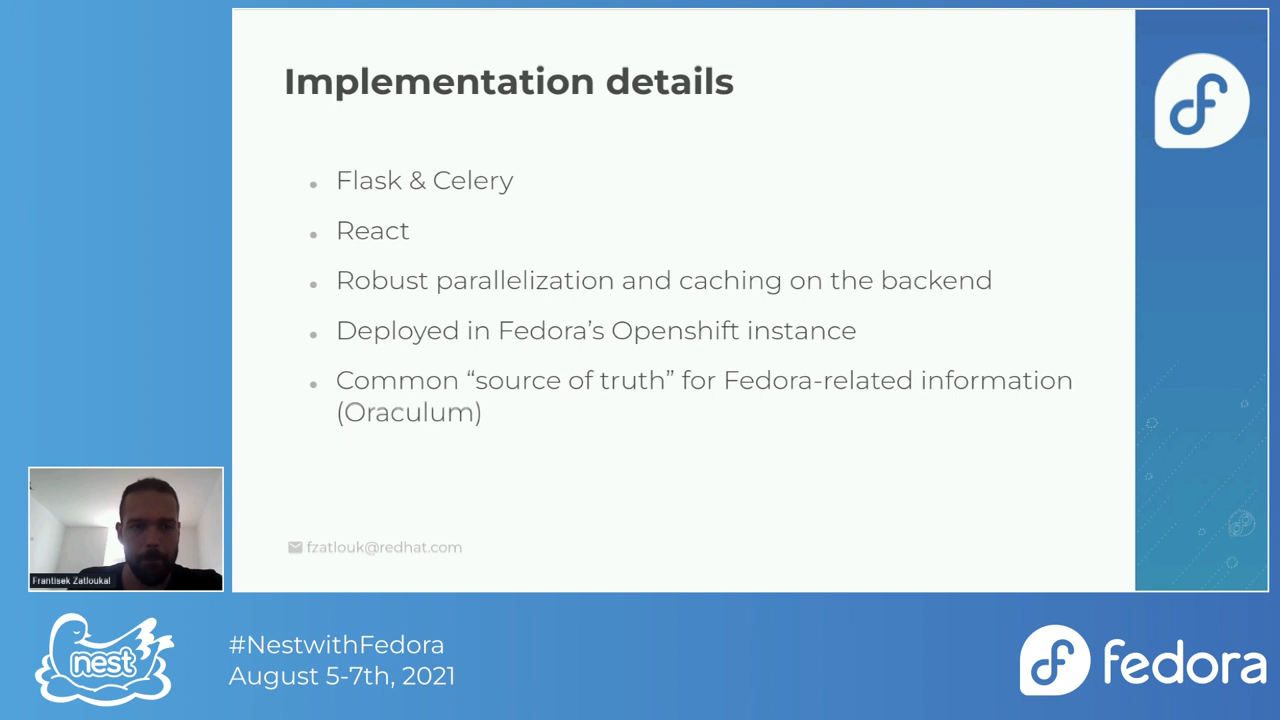 Implementation details
Flask & Celery
React
Robust parallelization and caching on the backend
Deployed in Fedora's Openshift instance
Common “source of truth” for Fedora-related information
(Oraculum)
fzatlouk@redhat.com
Frantisek Zatloukal
nest
#NestwithFedora
August 5-7th, 2021
fedora